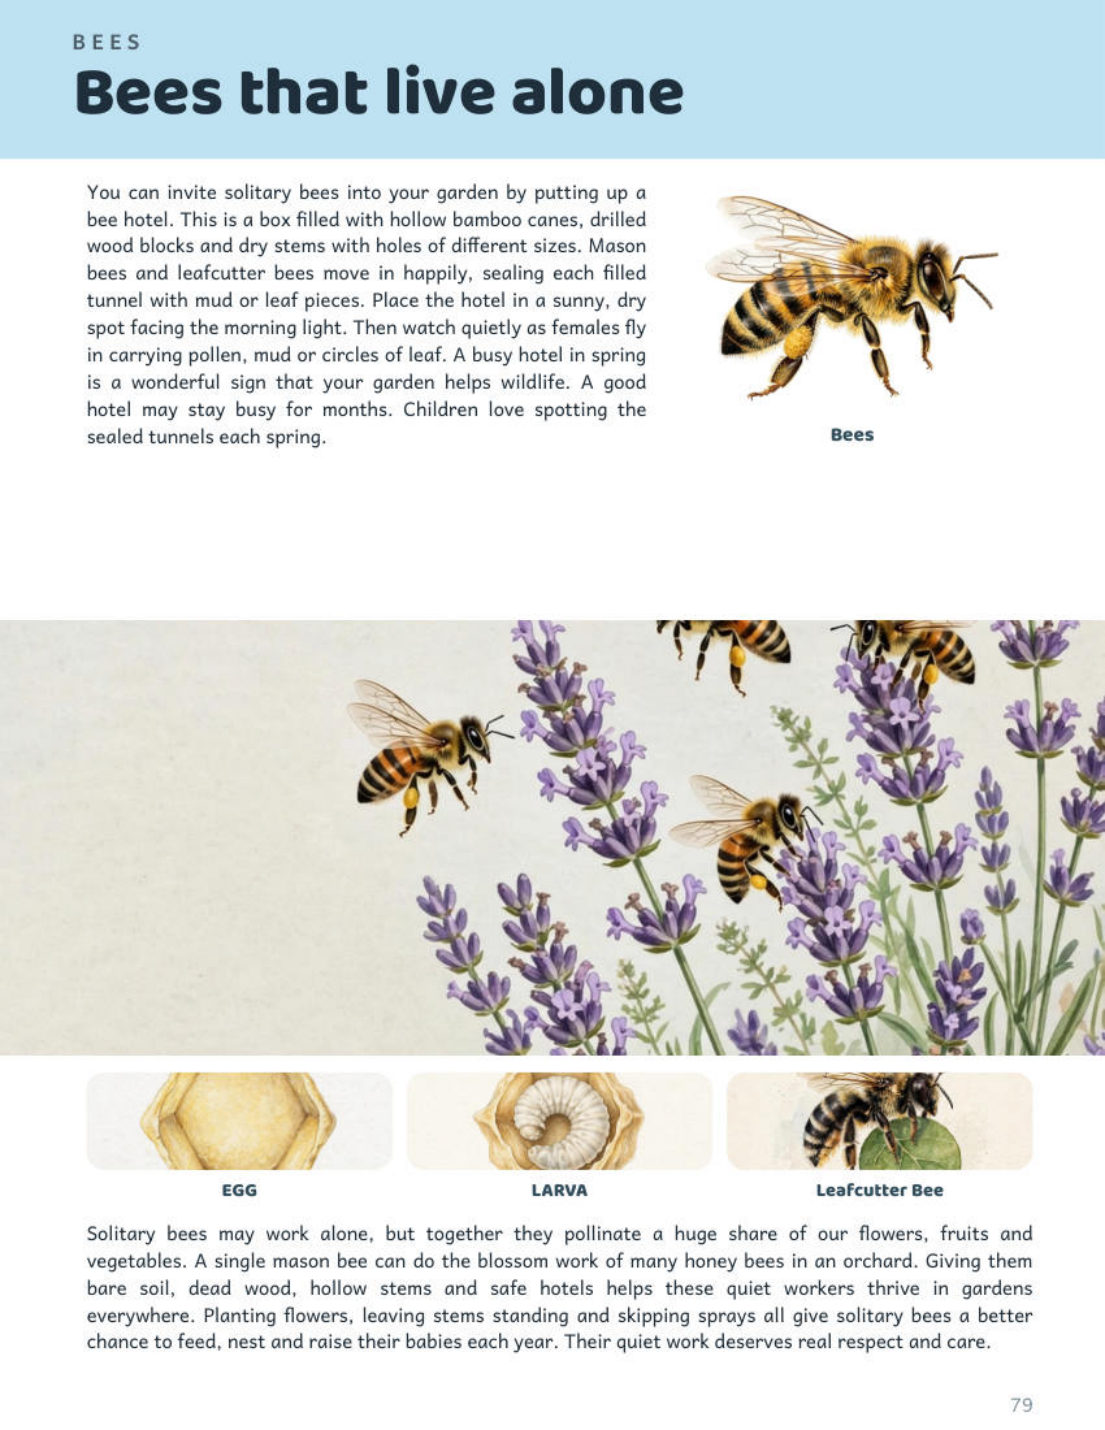 BEES
Bees that live alone
You can invite solitary bees into your garden by putting up a
bee hotel. This is a box filled with hollow bamboo canes, drilled
wood blocks and dry stems with holes of different sizes. Mason
bees and leafcutter bees move in happily, sealing each filled
tunnel with mud or leaf pieces. Place the hotel in a sunny, dry
spot facing the morning light. Then watch quietly as females fly
in carrying pollen, mud or circles of leaf. A busy hotel in spring
is a wonderful sign that your garden helps wildlife. A good
hotel may stay busy for months. Children love spotting the
sealed tunnels each spring.
Bees
EGG
LARVA
Leafcutter Bee
Solitary bees may work alone, but together they pollinate a huge share of our flowers, fruits and
vegetables. A single mason bee can do the blossom work of many honey bees in an orchard. Giving them
bare soil, dead wood, hollow stems and safe hotels helps these quiet workers thrive in gardens
everywhere. Planting flowers, leaving stems standing and skipping sprays all give solitary bees a better
chance to feed, nest and raise their babies each year. Their quiet work deserves real respect and care.
79